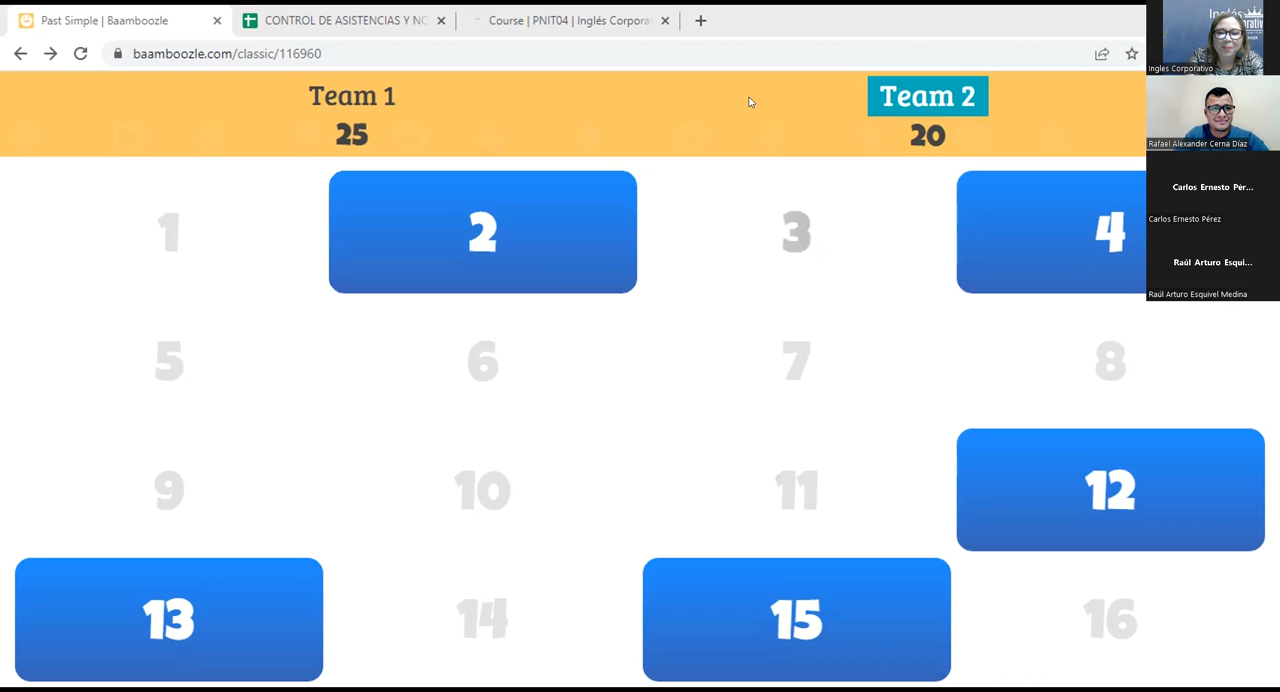 Past Simple | Baamboozle
CONTROL DE ASISTENCIAS Y NO
Course | PNIT04 | Inglés Corporat
baamboozle.com/classic/116960
Team 1
25
Team 2
20
1
2
3
4
5
6
7
8
9
10
11
12
13
14
15
16
Ingles Corporativo
Rafael Alexander Cerna Díaz
Carlos Ernesto Pér...
Carlos Ernesto Pérez
Raúl Arturo Esqui...
Raúl Arturo Esquivel Medina